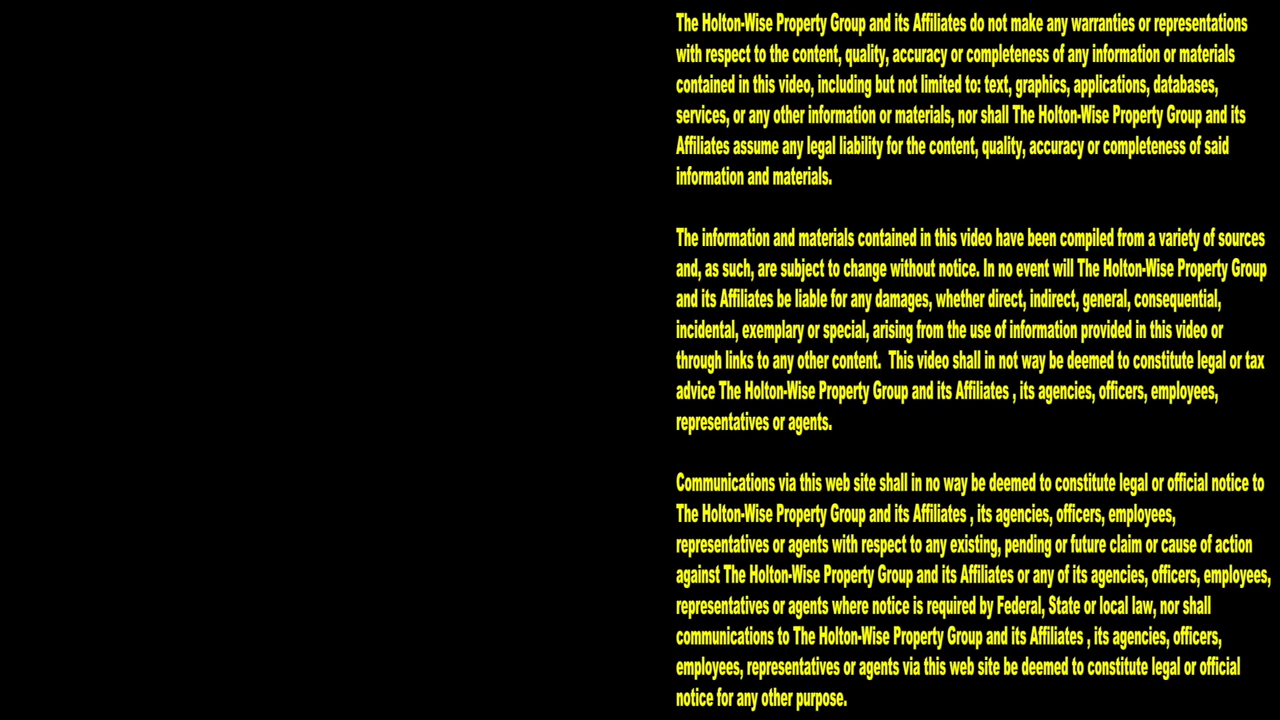 The Holton-Wise Property Group and its Affiliates do not make any warranties or representations
with respect to the content, quality, accuracy or completeness of any information or materials
contained in this video, including but not limited to: text, graphics, applications, databases,
services, or any other information or materials, nor shall The Holton-Wise Property Group and its
Affiliates assume any legal liability for the content, quality, accuracy or completeness of said
information and materials.
The information and materials contained in this video have been compiled from a variety of sources
and, as such, are subject to change without notice. In no event will The Holton-Wise Property Group
and its Affiliates be liable for any damages, whether direct, indirect, general, consequential,
incidental, exemplary or special, arising from the use of information provided in this video or
through links to any other content.  This video shall in not way be deemed to constitute legal or tax
advice The Holton-Wise Property Group and its Affiliates , its agencies, officers, employees,
representatives or agents.
Communications via this web site shall in no way be deemed to constitute legal or official notice to
The Holton-Wise Property Group and its Affiliates , its agencies, officers, employees,
representatives or agents with respect to any existing, pending or future claim or cause of action
against The Holton-Wise Property Group and its Affiliates or any of its agencies, officers, employees,
representatives or agents where notice is required by Federal, State or local law, nor shall
communications to The Holton-Wise Property Group and its Affiliates , its agencies, officers,
employees, representatives or agents via this web site be deemed to constitute legal or official
notice for any other purpose.